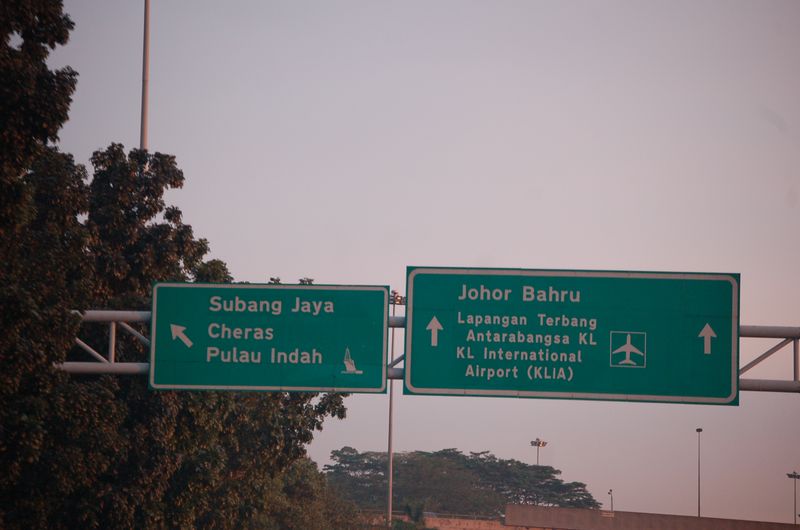 Subang Jaya
Cheras
Pulau Indah
Johor Bahru
Lapangan Terbang
Antarabangsa KL
KL International
Airport (KLIA)